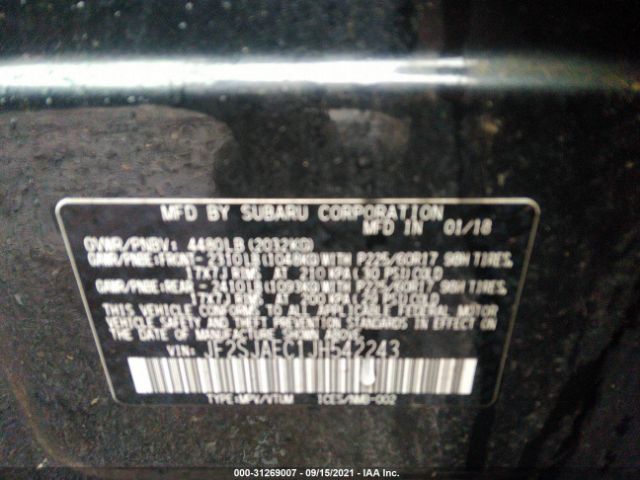 MFD BY SUBARU CORPORATION
MFD IN 01/18
GVWR/PNBV: 4480LB (2032KG)
GAWR/PNBE:FRONT-2310LB(1048KG)WITH P225/60R17 98H TIRES,
17X7J RIMS AT 210 KPA(30 PSI)COLD
GAWR/PNBE:REAR -2410LB(1093KG)WITH P225/60R17 98H TIRES,
17X7J RIMS AT 200 KPA(29 PSI)COLD
THIS VEHICLE CONFORMS TO ALL APPLICABLE FEDERAL MOTOR
VEHICLE SAFETY AND THEFT PREVENTION STANDARDS IN EFFECT ON
THE DATE OF MANUFACTURE SHOWN ABOVE.
VIN: JF2SJAEC1JH542243
TYPE:MPV/VTUM ICES/NMB-002
000-31269007 - 09/15/2021 - IAA Inc.